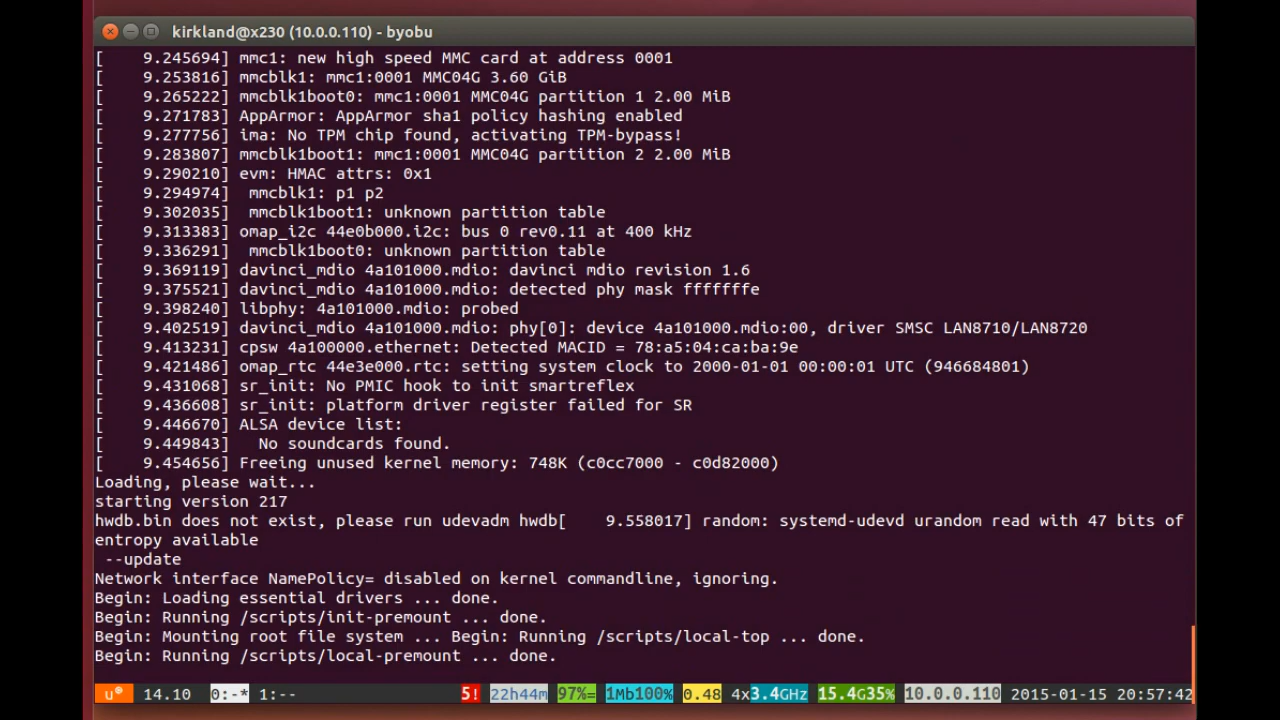 kirkland@x230 (10.0.0.110) - byobu
[    9.245694] mmc1: new high speed MMC card at address 0001
[    9.253816] mmcblk1: mmc1:0001 MMC04G 3.60 GiB
[    9.265222] mmcblk1boot0: mmc1:0001 MMC04G partition 1 2.00 MiB
[    9.271783] AppArmor: AppArmor sha1 policy hashing enabled
[    9.277756] ima: No TPM chip found, activating TPM-bypass!
[    9.283807] mmcblk1boot1: mmc1:0001 MMC04G partition 2 2.00 MiB
[    9.290210] evm: HMAC attrs: 0x1
[    9.294974]  mmcblk1: p1 p2
[    9.302035]  mmcblk1boot1: unknown partition table
[    9.313383] omap_i2c 44e0b000.i2c: bus 0 rev0.11 at 400 kHz
[    9.336291]  mmcblk1boot0: unknown partition table
[    9.369119] davinci_mdio 4a101000.mdio: davinci mdio revision 1.6
[    9.375521] davinci_mdio 4a101000.mdio: detected phy mask fffffffe
[    9.398240] libphy: 4a101000.mdio: probed
[    9.402519] davinci_mdio 4a101000.mdio: phy[0]: device 4a101000.mdio:00, driver SMSC LAN8710/LAN8720
[    9.413231] cpsw 4a100000.ethernet: Detected MACID = 78:a5:04:ca:ba:9e
[    9.421486] omap_rtc 44e3e000.rtc: setting system clock to 2000-01-01 00:00:01 UTC (946684801)
[    9.431068] sr_init: No PMIC hook to init smartreflex
[    9.436608] sr_init: platform driver register failed for SR
[    9.446670] ALSA device list:
[    9.449843]   No soundcards found.
[    9.454656] Freeing unused kernel memory: 748K (c0cc7000 - c0d82000)
Loading, please wait...
starting version 217
hwdb.bin does not exist, please run udevadm hwdb[    9.558017] random: systemd-udevd urandom read with 47 bits of
entropy available
 --update
Network interface NamePolicy= disabled on kernel commandline, ignoring.
Begin: Loading essential drivers ... done.
Begin: Running /scripts/init-premount ... done.
Begin: Mounting root file system ... Begin: Running /scripts/local-top ... done.
Begin: Running /scripts/local-premount ... done.
u® 14.10 0:-* 1:-- 5! 22h44m 97%= 1Mb100% 0.48 4x3.4GHz 15.4G35% 10.0.0.110 2015-01-15 20:57:42